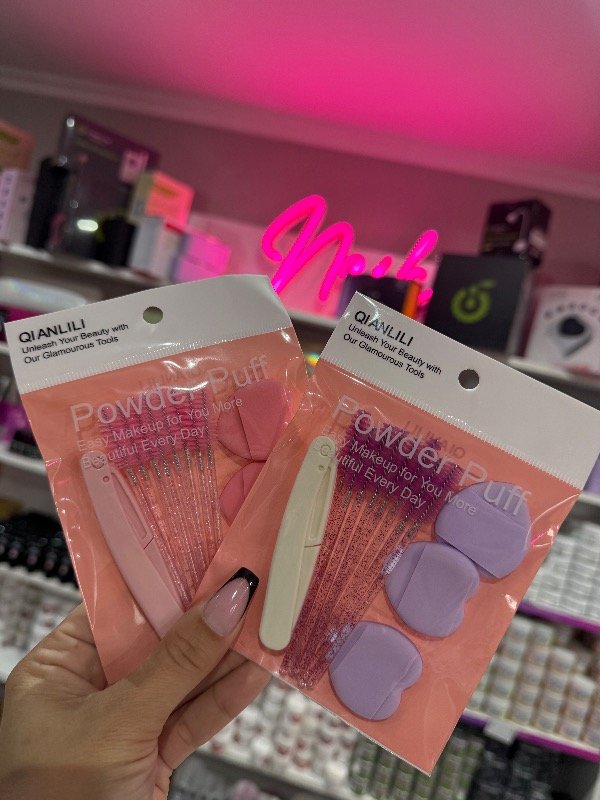 QIANLILI
Unleash Your Beauty with
Our Glamourous Tools
Powder Puff
Easy Makeup for You More
Beautiful Every Day
QIANLILI
Unleash Your Beauty with
Our Glamourous Tools
Powder Puff
Easy Makeup for You More
Beautiful Every Day